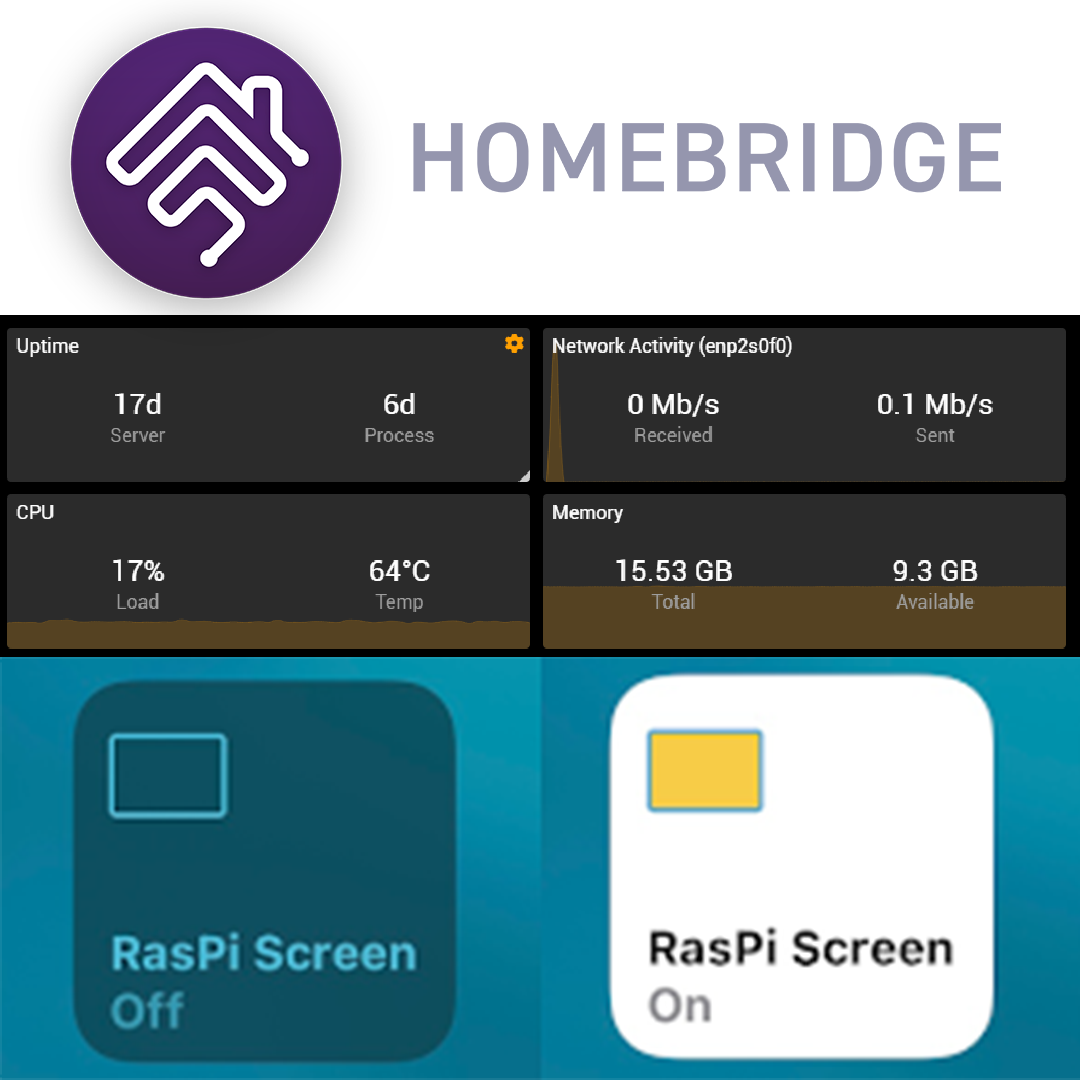 HOMEBRIDGE
Uptime
17d
6d
Server
Process
Network Activity (enp2s0f0)
0 Mb/s
0.1 Mb/s
Received
Sent
CPU
17%
64°C
Load
Temp
Memory
15.53 GB
9.3 GB
Total
Available
RasPi Screen
Off
RasPi Screen
On